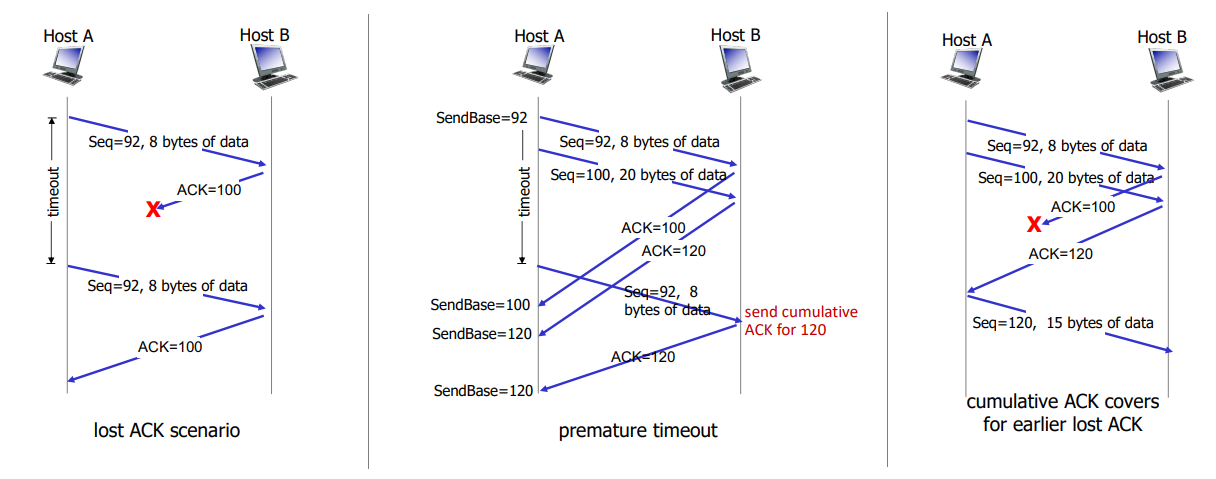 Host A
Host B
timeout
Seq=92, 8 bytes of data
ACK=100
X
Seq=92, 8 bytes of data
ACK=100
lost ACK scenario
Host A
Host B
SendBase=92
timeout
Seq=92, 8 bytes of data
Seq=100, 20 bytes of data
ACK=100
ACK=120
Seq=92, 8
bytes of data
SendBase=100
SendBase=120
send cumulative
ACK for 120
ACK=120
SendBase=120
premature timeout
Host A
Host B
Seq=92, 8 bytes of data
Seq=100, 20 bytes of data
ACK=100
X
ACK=120
Seq=120, 15 bytes of data
cumulative ACK covers
for earlier lost ACK